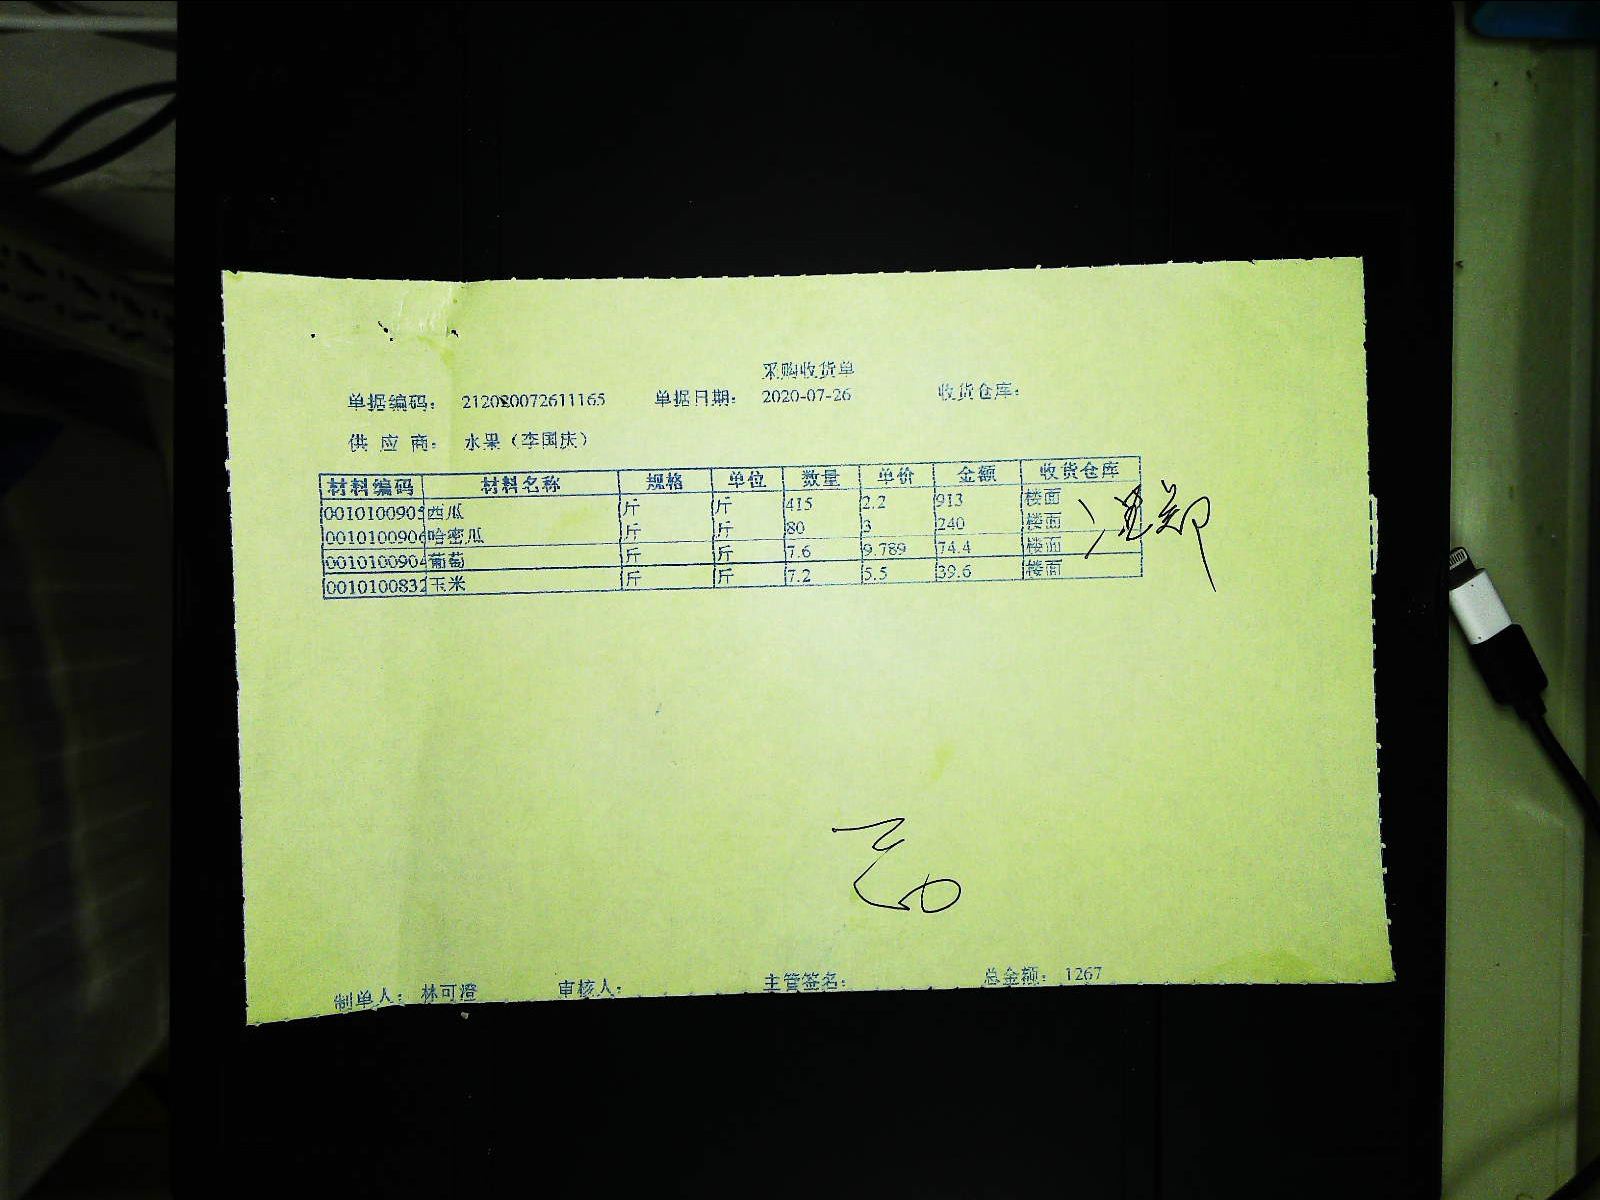 采购收货单
单据编码： 212020072611165 单据日期： 2020-07-26 收货仓库：
供 应 商： 水果（李国庆）
材料编码 材料名称 规格 单位 数量 单价 金额 收货仓库
0010100905 西瓜 斤 斤 415 2.2 913 楼面
0010100906 哈密瓜 斤 斤 80 3 240 楼面
0010100904 葡萄 斤 斤 7.6 9.789 74.4 楼面
0010100832 玉米 斤 斤 7.2 5.5 39.6 楼面
制单人： 林可澄 审核人： 主管签名： 总金额： 1267